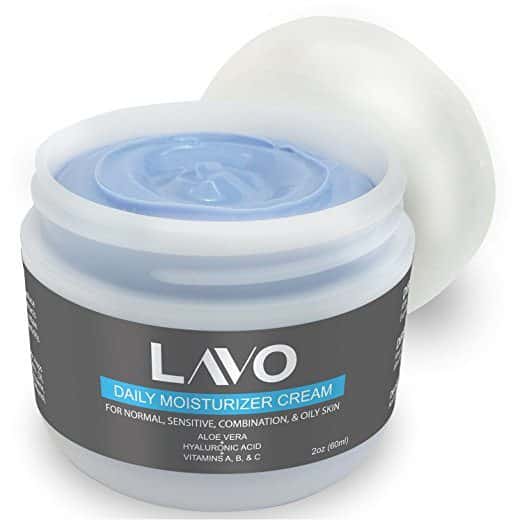 LAVO
DAILY MOISTURIZER CREAM
FOR NORMAL, SENSITIVE, COMBINATION, & OILY SKIN
ALOE VERA
+
HYALURONIC ACID
+
VITAMINS A, B, & C
2oz (60ml)